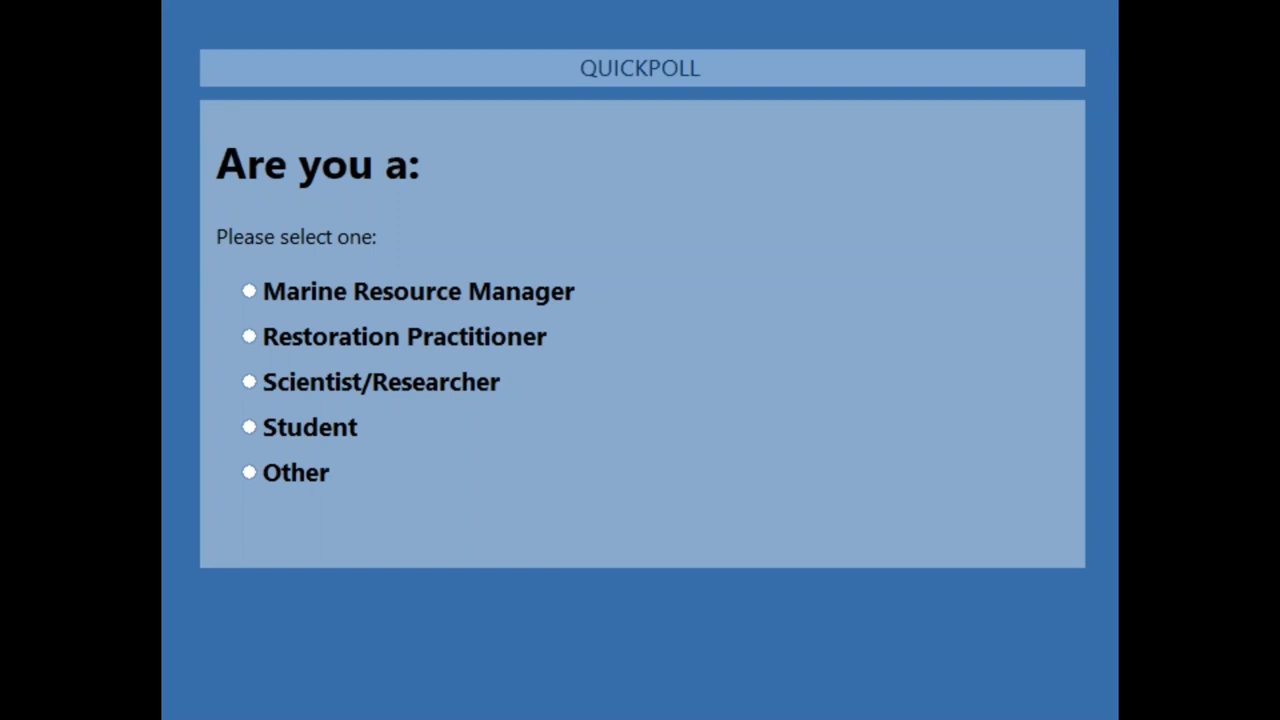 QUICKPOLL
Are you a:
Please select one:
Marine Resource Manager
Restoration Practitioner
Scientist/Researcher
Student
Other